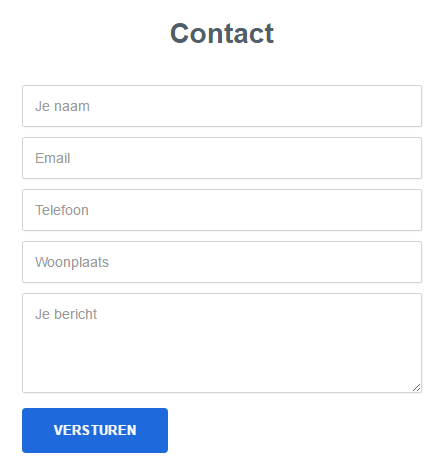 Contact
Je naam
Email
Telefoon
Woonplaats
Je bericht
VERSTUREN